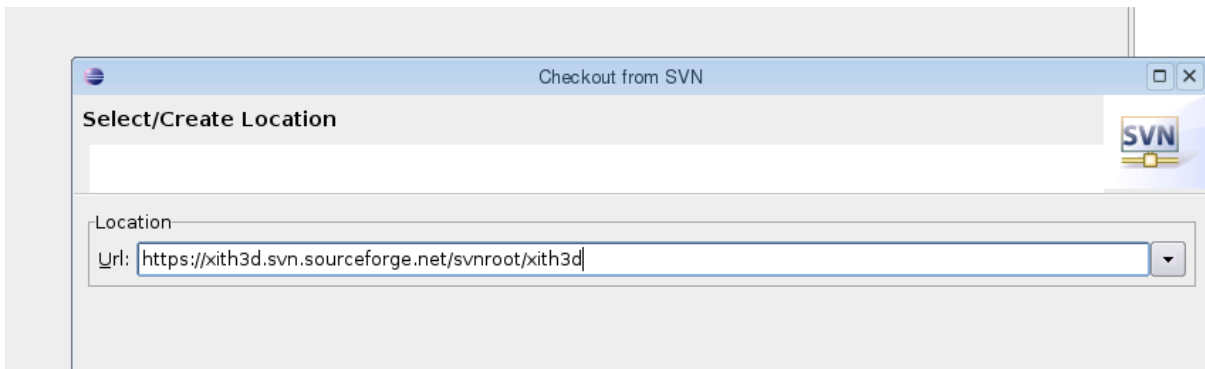 Checkout from SVN
Select/Create Location
SVN
Location
Url: https://xith3d.svn.sourceforge.net/svnroot/xith3d